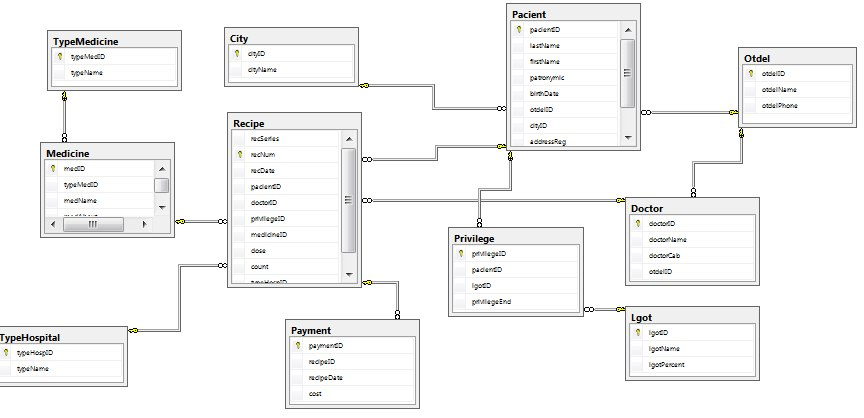 TypeMedicine
typeMedID
typeName
City
cityID
cityName
Pacient
pacientID
lastName
firstName
patronymic
birthDate
otdelID
cityID
addressReg
Otdel
otdelID
otdelName
otdelPhone
Medicine
medID
typeMedID
medName
Recipe
recSeries
recNum
recDate
pacientID
doctorID
privilegeID
medicineID
dose
count
typeHospID
Doctor
doctorID
doctorName
doctorCab
otdelID
Privilege
privilegeID
pacientID
lgotID
privilegeEnd
Lgot
lgotID
lgotName
lgotPercent
TypeHospital
typeHospID
typeName
Payment
paymentID
recipeID
recipeDate
cost